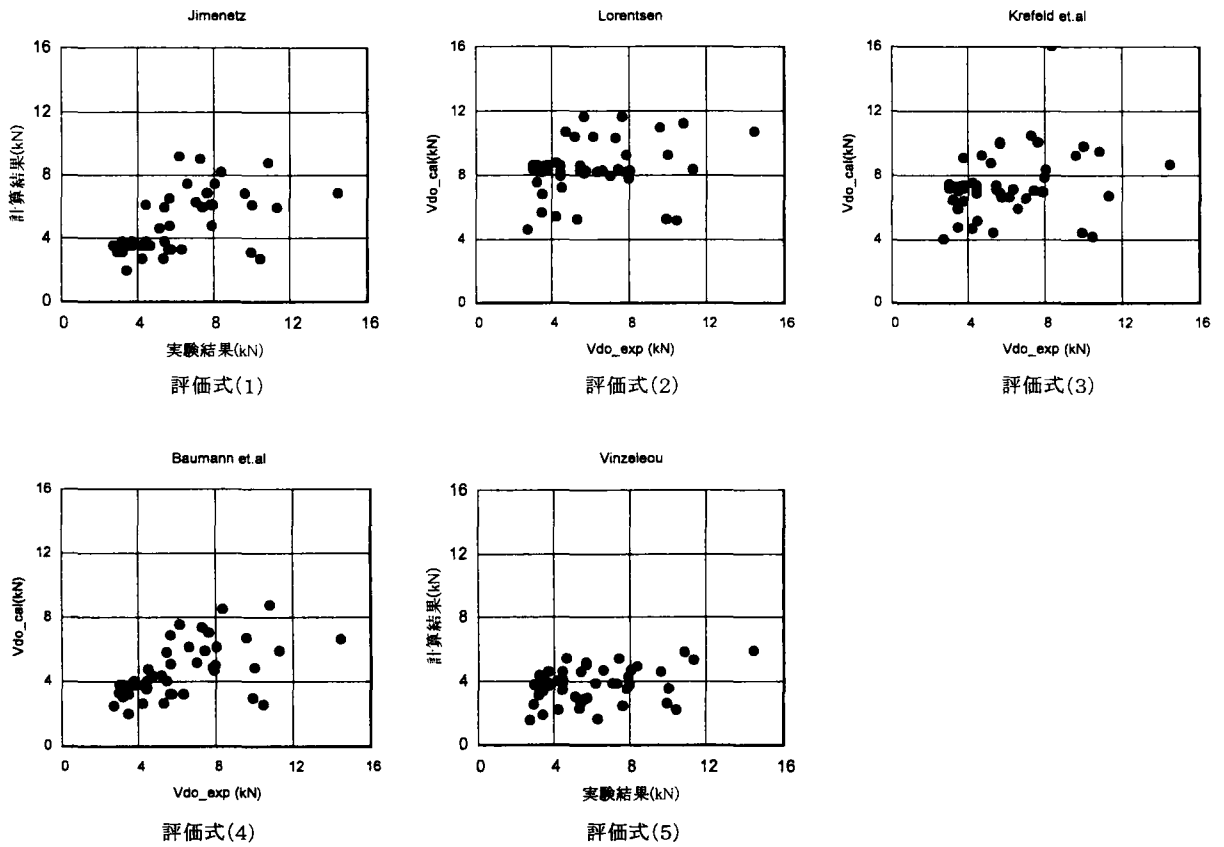 Jimenetz
16
12
8
4
0
計算結果(kN)
0 4 8 12 16
実験結果(kN)
評価式(1)
Lorentsen
16
12
8
4
0
Vdo_cal(kN)
0 4 8 12 16
Vdo_exp (kN)
評価式(2)
Krefeld et.al
16
12
8
4
0
Vdo_cal(kN)
0 4 8 12 16
Vdo_exp (kN)
評価式(3)
Baumann et.al
16
12
8
4
0
Vdo_cal(kN)
0 4 8 12 16
Vdo_exp (kN)
評価式(4)
Vinzeleou
16
12
8
4
0
計算結果(kN)
0 4 8 12 16
実験結果(kN)
評価式(5)